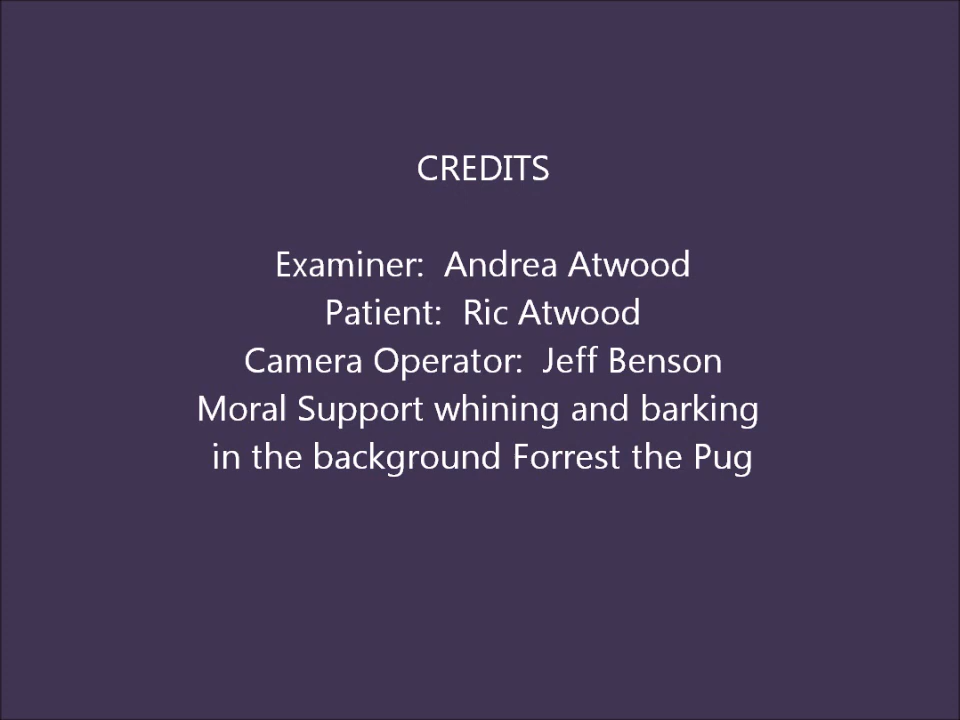 CREDITS
Examiner:  Andrea Atwood
Patient:  Ric Atwood
Camera Operator:  Jeff Benson
Moral Support whining and barking
in the background Forrest the Pug